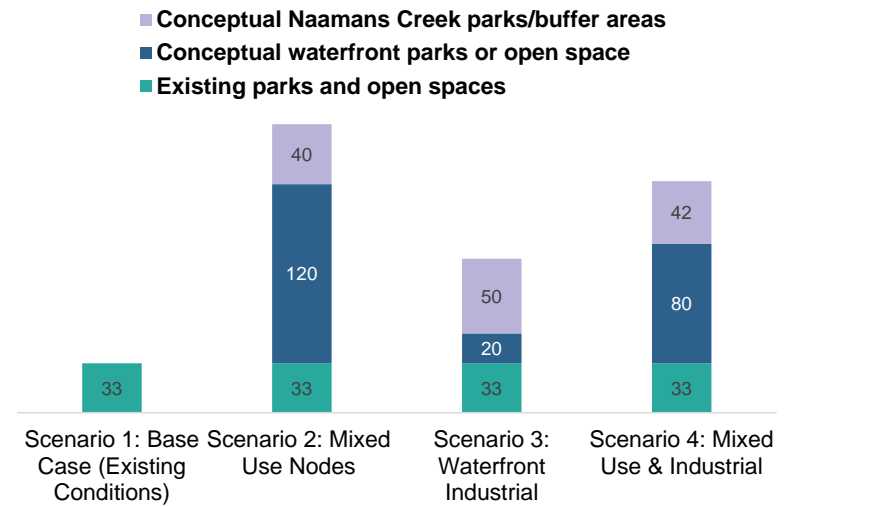 Conceptual Naamans Creek parks/buffer areas
Conceptual waterfront parks or open space
Existing parks and open spaces
40
120
33
42
80
33
50
20
33
33
Scenario 1: Base
Case (Existing
Conditions)
Scenario 2: Mixed
Use Nodes
Scenario 3:
Waterfront
Industrial
Scenario 4: Mixed
Use & Industrial